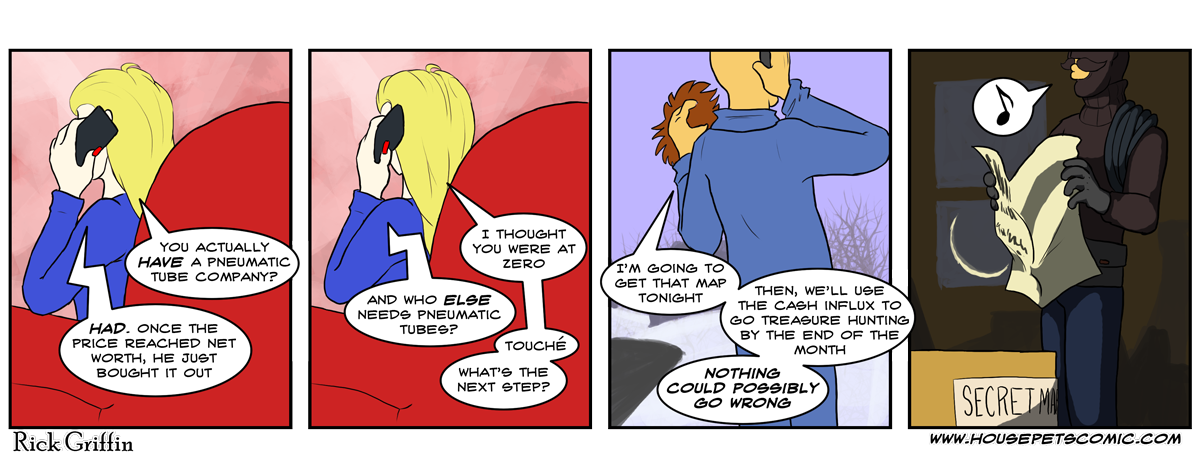 YOU ACTUALLY
HAVE A PNEUMATIC
TUBE COMPANY?
HAD. ONCE THE
PRICE REACHED NET
WORTH, HE JUST
BOUGHT IT OUT
I THOUGHT
YOU WERE AT
ZERO
AND WHO ELSE
NEEDS PNEUMATIC
TUBES?
TOUCHÉ
WHAT'S THE
NEXT STEP?
I'M GOING TO
GET THAT MAP
TONIGHT
THEN, WE'LL USE
THE CASH INFLUX TO
GO TREASURE HUNTING
BY THE END OF THE
MONTH
NOTHING
COULD POSSIBLY
GO WRONG
SECRET MA
Rick Griffin
WWW.HOUSEPETSCOMIC.COM